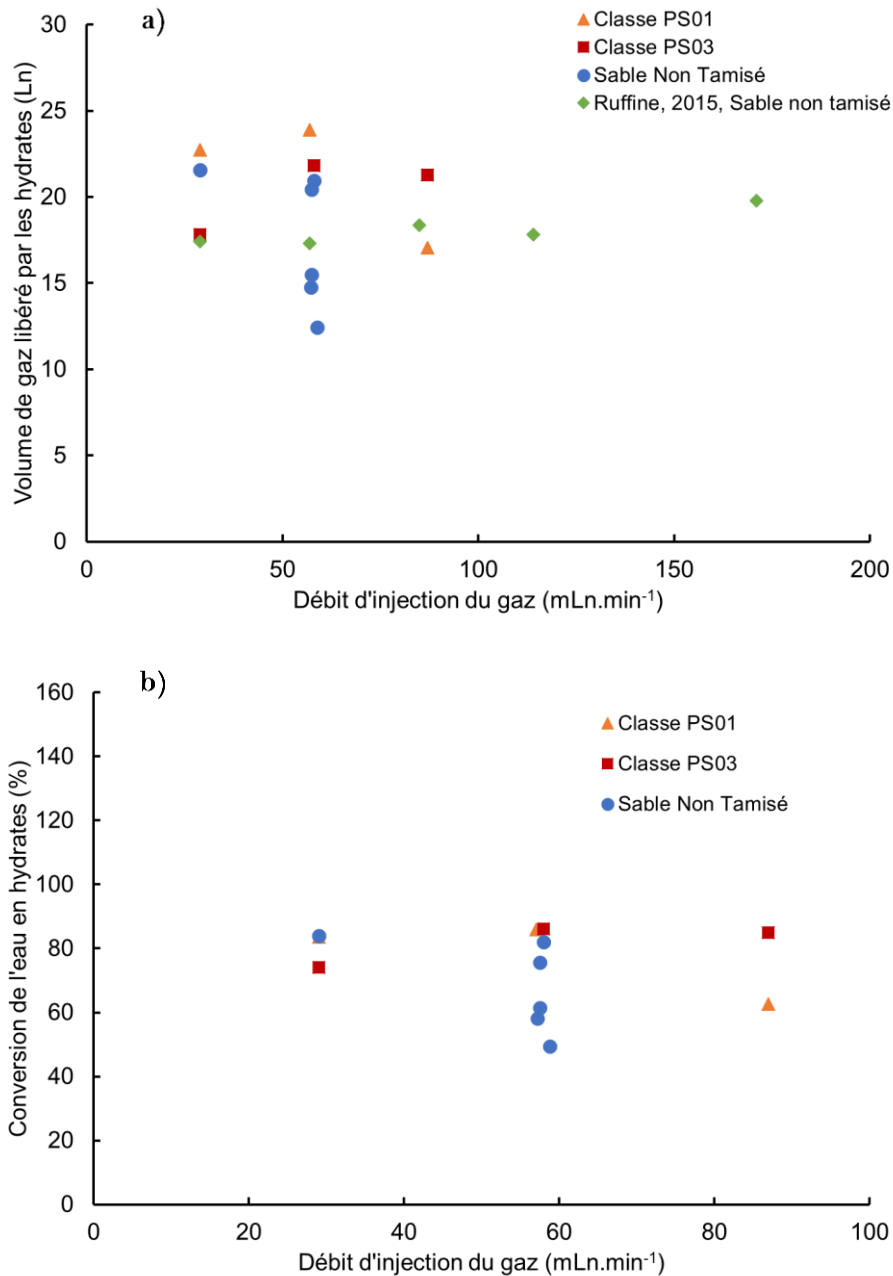 a)
Classe PS01
Classe PS03
Sable Non Tamisé
Ruffine, 2015, Sable non tamisé
Volume de gaz libéré par les hydrates (Ln)
30
25
20
15
10
5
0
0 50 100 150 200
Débit d'injection du gaz (mLn.min⁻¹)
b)
Classe PS01
Classe PS03
Sable Non Tamisé
Conversion de l'eau en hydrates (%)
160
140
120
100
80
60
40
20
0
0 20 40 60 80 100
Débit d'injection du gaz (mLn.min⁻¹)